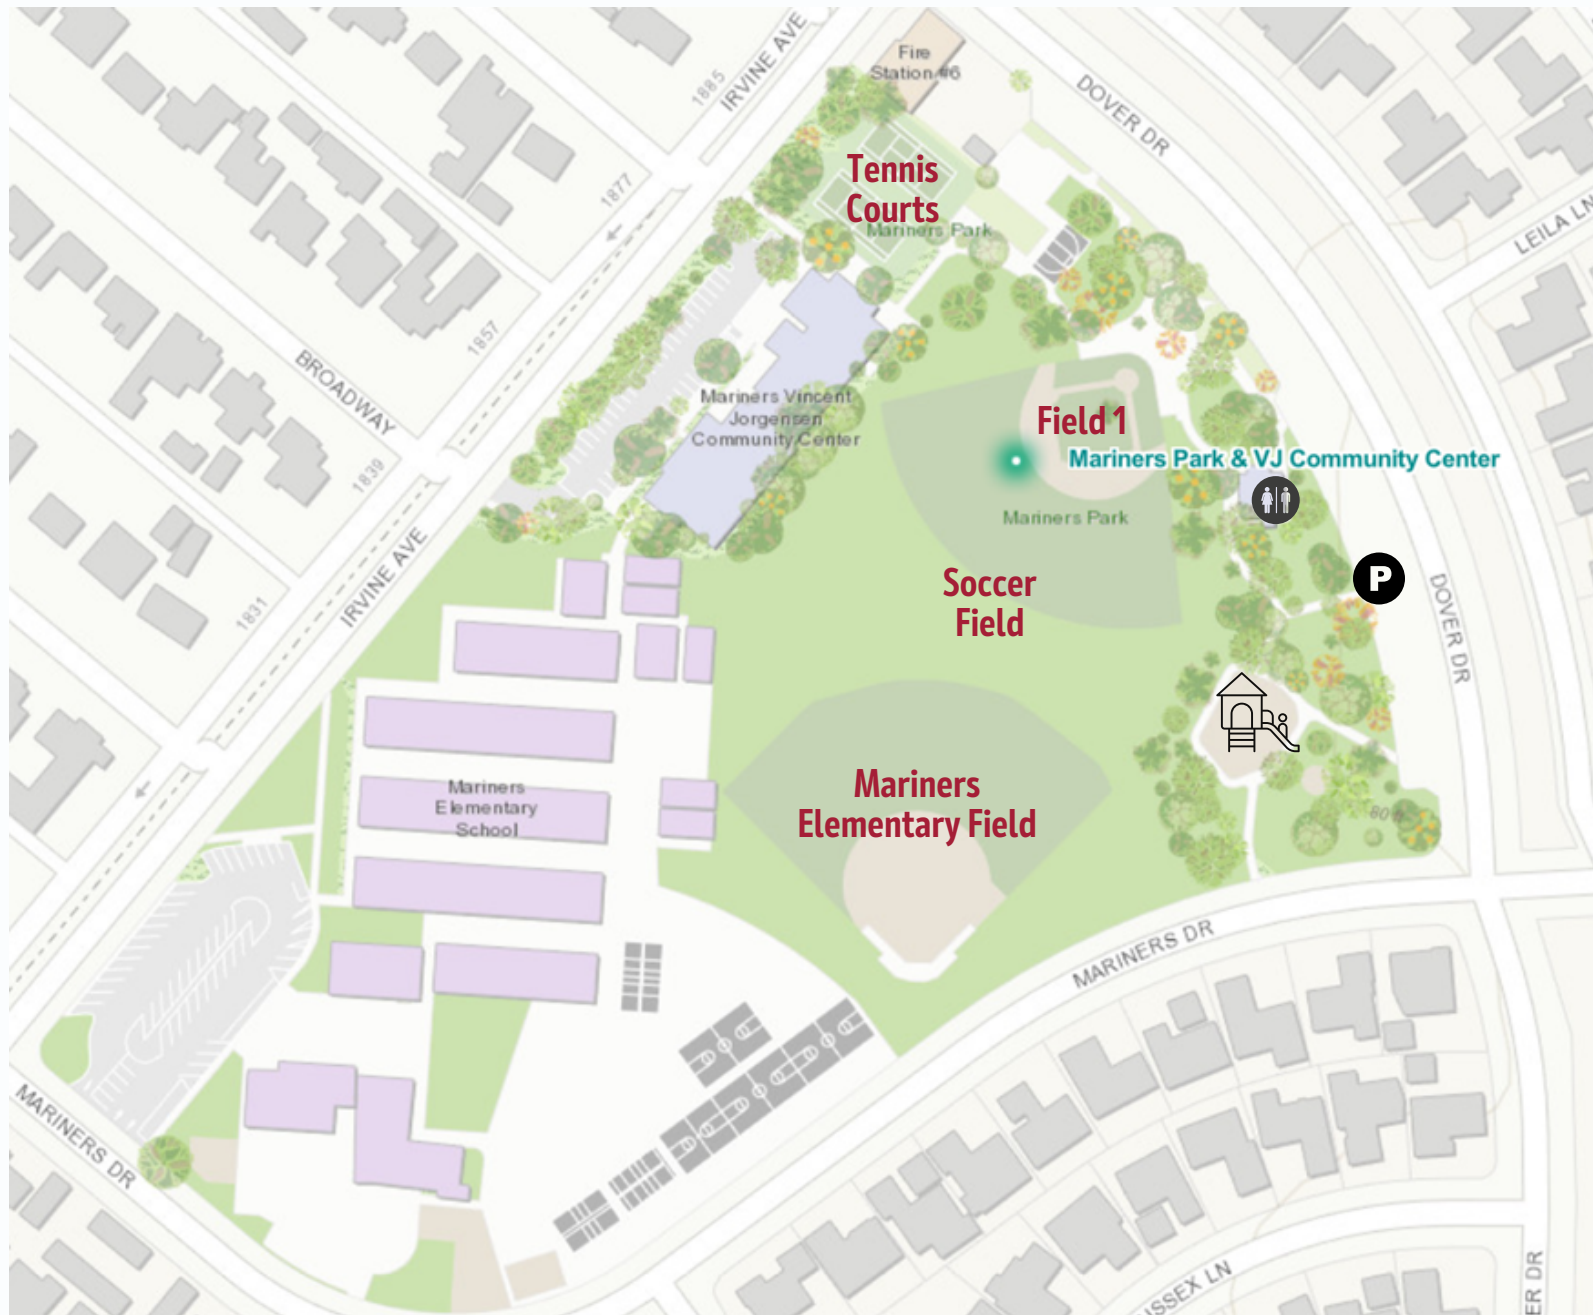 Fire
Station #6
IRVINE AVE
1885
DOVER DR
Tennis
Courts
Mariners Park
1877
LEILA LN
1857
BROADWAY
Mariners Vincent
Jorgensen
Community Center
Field 1
Mariners Park & VJ Community Center
1839
Mariners Park
IRVINE AVE
Soccer
Field
P
DOVER DR
1831
Mariners
Elementary
School
Mariners
Elementary Field
MARINERS DR
MARINERS DR
SSEX LN
ER DR